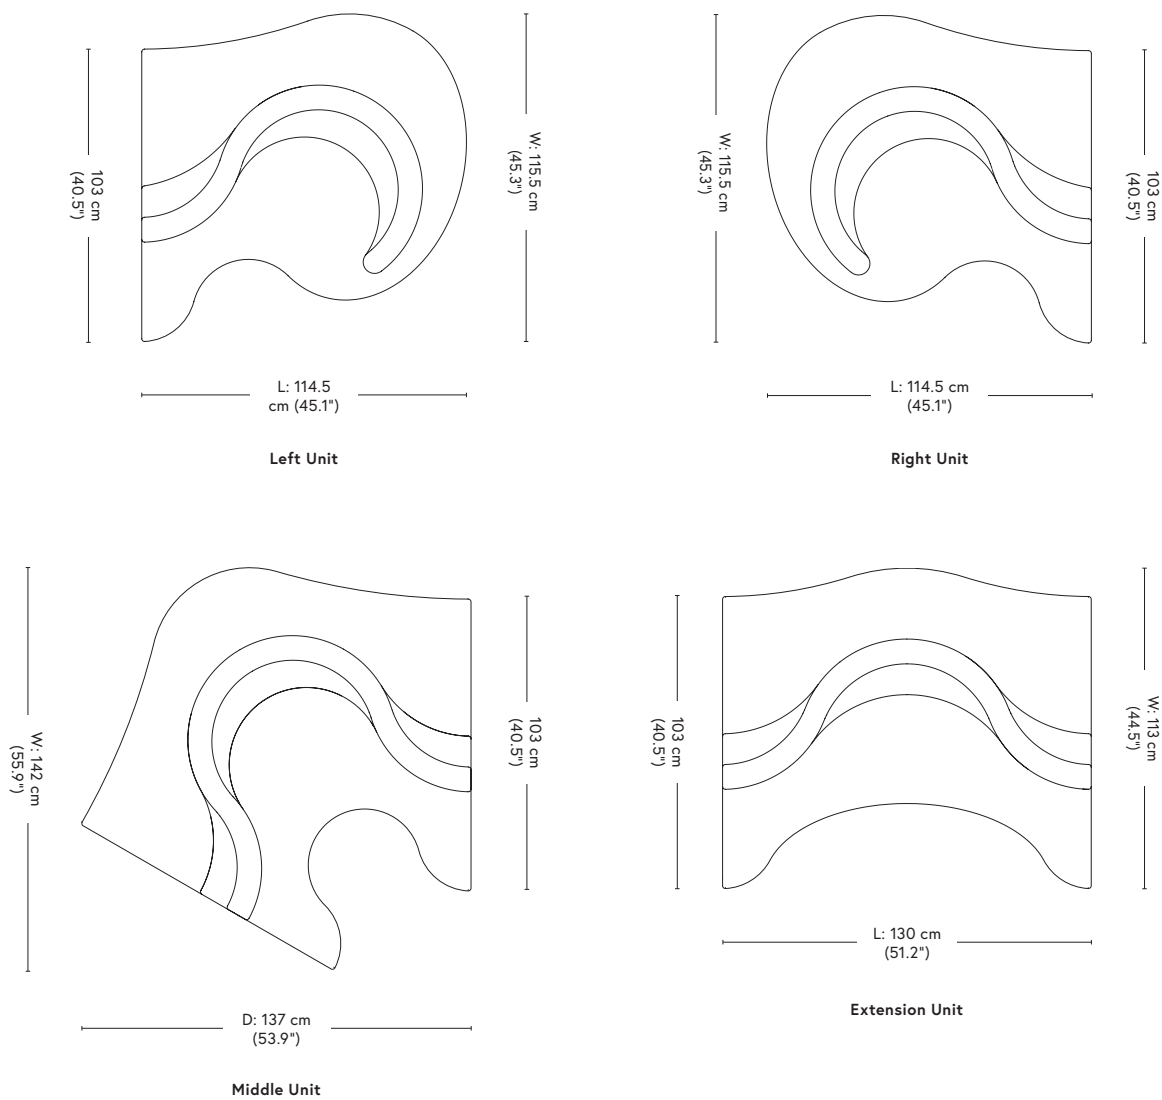 103 cm
(40.5")
W: 115.5 cm
(45.3")
L: 114.5
cm (45.1")
Left Unit
W: 115.5 cm
(45.3")
103 cm
(40.5")
L: 114.5 cm
(45.1")
Right Unit
W: 142 cm
(55.9")
103 cm
(40.5")
D: 137 cm
(53.9")
Middle Unit
103 cm
(40.5")
W: 113 cm
(44.5")
L: 130 cm
(51.2")
Extension Unit